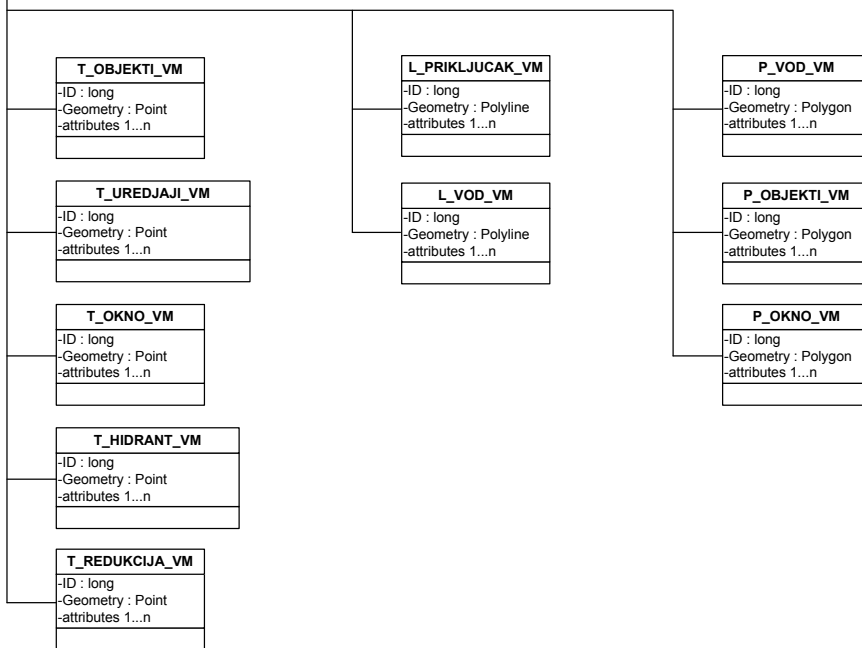 T_OBJEKTI_VM
-ID : long
-Geometry : Point
-attributes 1...n
T_UREDJAJI_VM
-ID : long
-Geometry : Point
-attributes 1...n
T_OKNO_VM
-ID : long
-Geometry : Point
-attributes 1...n
T_HIDRANT_VM
-ID : long
-Geometry : Point
-attributes 1...n
T_REDUKCIJA_VM
-ID : long
-Geometry : Point
-attributes 1...n
L_PRIKLJUCAK_VM
-ID : long
-Geometry : Polyline
-attributes 1...n
L_VOD_VM
-ID : long
-Geometry : Polyline
-attributes 1...n
P_VOD_VM
-ID : long
-Geometry : Polygon
-attributes 1...n
P_OBJEKTI_VM
-ID : long
-Geometry : Polygon
-attributes 1...n
P_OKNO_VM
-ID : long
-Geometry : Polygon
-attributes 1...n